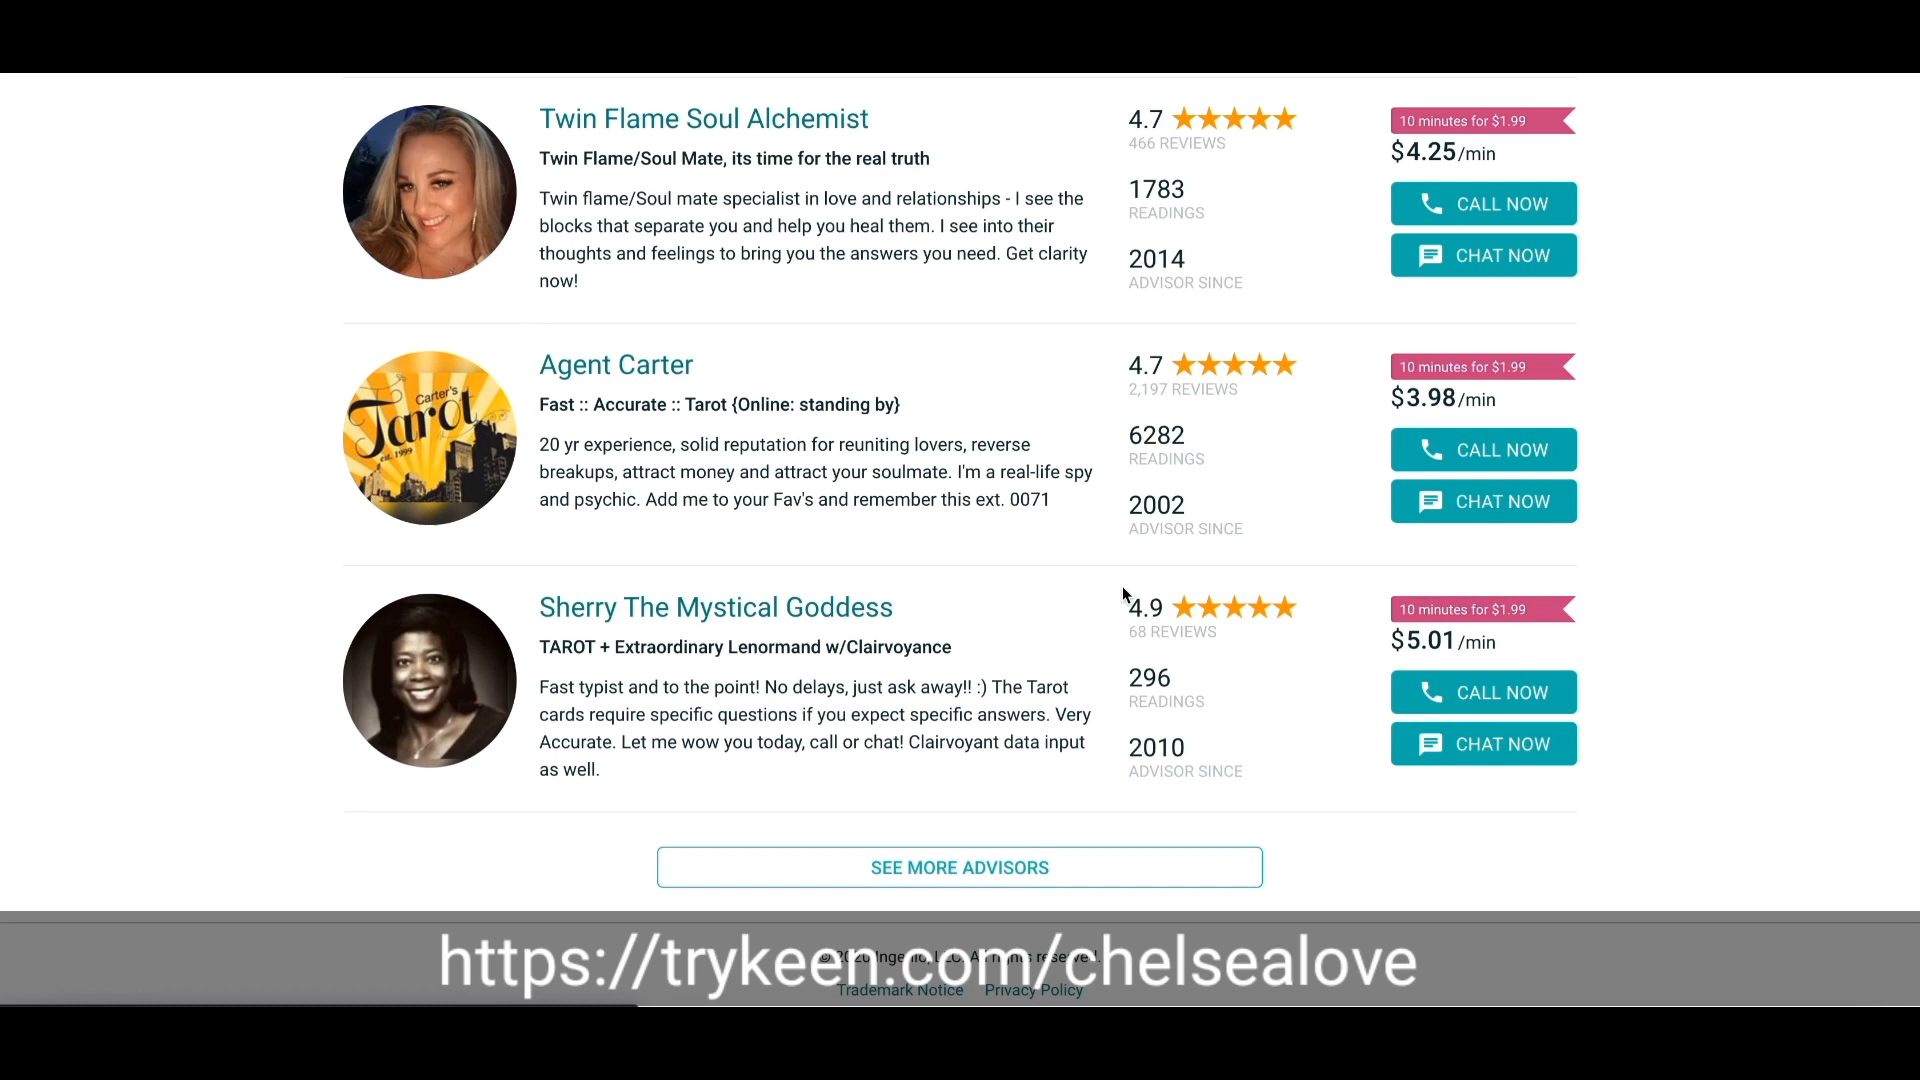 Twin Flame Soul Alchemist
Twin Flame/Soul Mate, its time for the real truth
Twin flame/Soul mate specialist in love and relationships - I see the
blocks that separate you and help you heal them. I see into their
thoughts and feelings to bring you the answers you need. Get clarity
now!
4.7
466 REVIEWS
1783
READINGS
2014
ADVISOR SINCE
10 minutes for $1.99
$4.25/min
CALL NOW
CHAT NOW
Carter's
Tarot
est. 1999
Agent Carter
Fast :: Accurate :: Tarot {Online: standing by}
20 yr experience, solid reputation for reuniting lovers, reverse
breakups, attract money and attract your soulmate. I'm a real-life spy
and psychic. Add me to your Fav's and remember this ext. 0071
4.7
2,197 REVIEWS
6282
READINGS
2002
ADVISOR SINCE
10 minutes for $1.99
$3.98/min
CALL NOW
CHAT NOW
Sherry The Mystical Goddess
TAROT + Extraordinary Lenormand w/Clairvoyance
Fast typist and to the point! No delays, just ask away!! :) The Tarot
cards require specific questions if you expect specific answers. Very
Accurate. Let me wow you today, call or chat! Clairvoyant data input
as well.
4.9
68 REVIEWS
296
READINGS
2010
ADVISOR SINCE
10 minutes for $1.99
$5.01/min
CALL NOW
CHAT NOW
SEE MORE ADVISORS
https://trykeen.com/chelsealove
© 2020 Ingenio, LLC. All rights reserved.
Trademark Notice Privacy Policy